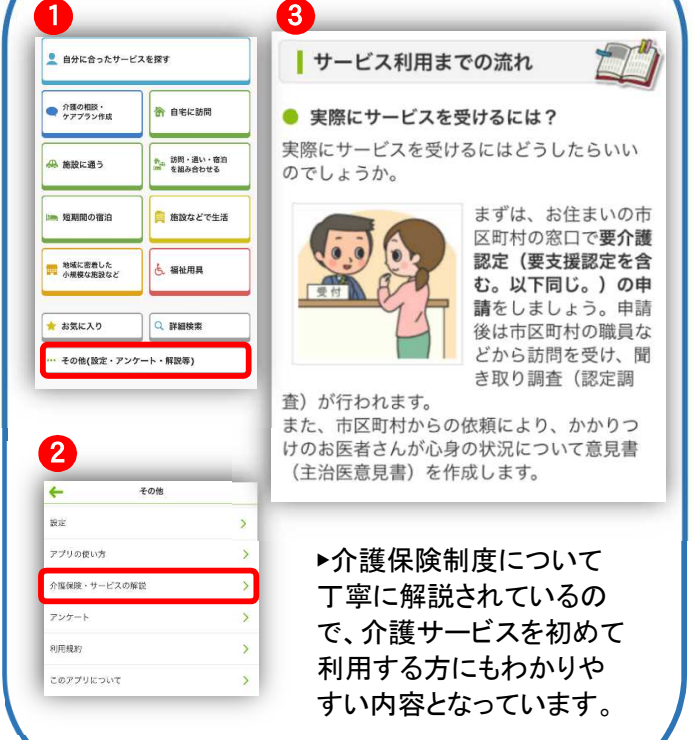 1
自分に合ったサービスを探す
介護の相談・
ケアプラン作成
自宅に訪問
施設に通う
訪問・通い・宿泊
を組み合わせる
短期間の宿泊
施設などで生活
地域に密着した
小規模な施設など
福祉用具
お気に入り
詳細検索
その他(設定・アンケート・解説等)
2
その他
設定
アプリの使い方
介護保険・サービスの解説
アンケート
利用規約
このアプリについて
3
サービス利用までの流れ
実際にサービスを受けるには？
実際にサービスを受けるにはどうしたらいい
のでしょうか。
受付
まずは、お住まいの市
区町村の窓口で要介護
認定（要支援認定を含
む。以下同じ。）の申
請をしましょう。申請
後は市区町村の職員な
どから訪問を受け、聞
き取り調査（認定調
査）が行われます。
また、市区町村からの依頼により、かかりつ
けのお医者さんが心身の状況について意見書
（主治医意見書）を作成します。
▶介護保険制度について
丁寧に解説されているの
で、介護サービスを初めて
利用する方にもわかりや
すい内容となっています。